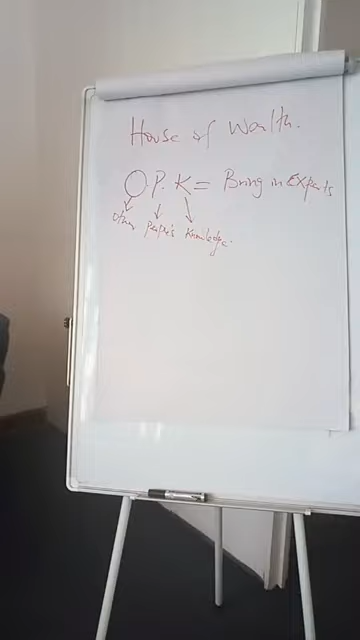 House of Wealth.
O.P.K = Bring in Experts
other people's knowledge.